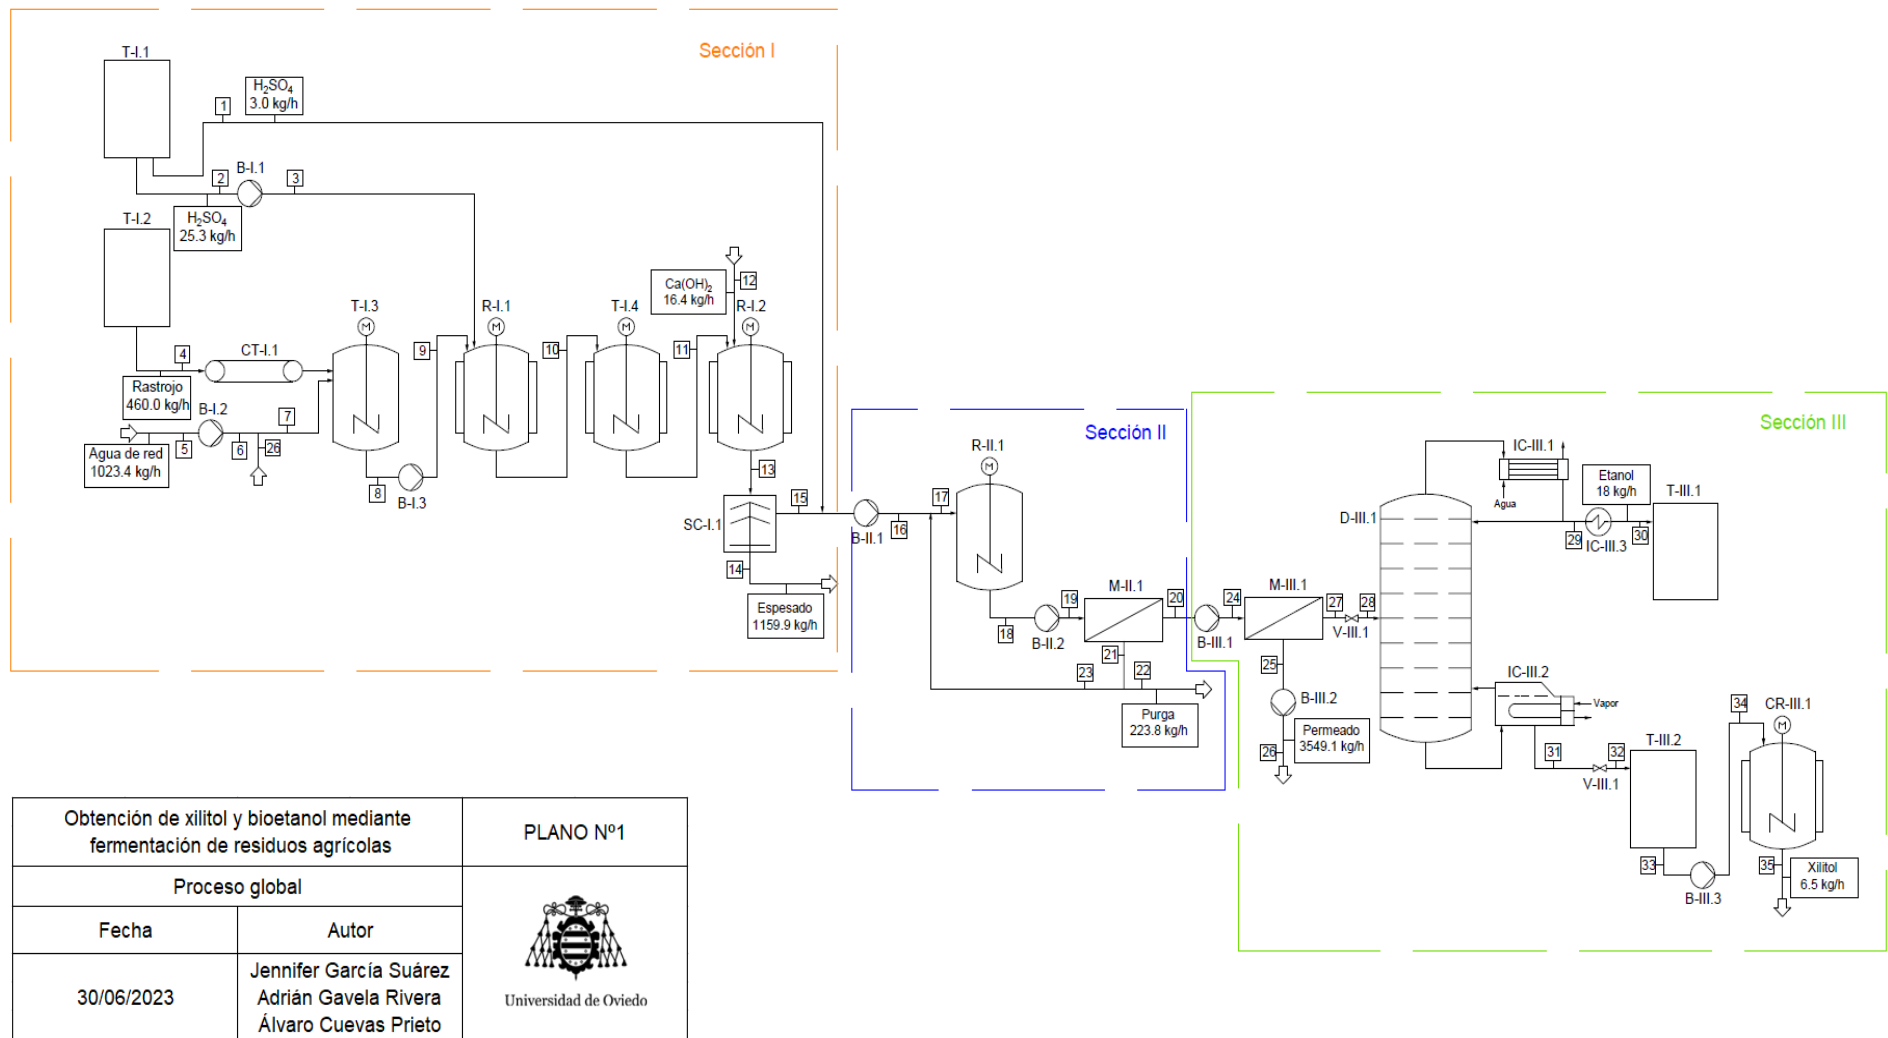 Sección I
T-I.1
H₂SO₄
3.0 kg/h
1
B-I.1
2
3
H₂SO₄
25.3 kg/h
T-I.2
Ca(OH)₂
16.4 kg/h
12
T-I.3
R-I.1
T-I.4
R-I.2
M
M
M
M
4
CT-I.1
9
10
11
Rastrojo
460.0 kg/h
B-I.2
7
Agua de red
1023.4 kg/h
5
6
26
8
B-I.3
13
SC-I.1
15
14
Espesado
1159.9 kg/h
Sección II
R-II.1
M
B-II.1
16
17
18
B-II.2
19
M-II.1
20
21
23
22
Purga
223.8 kg/h
Sección III
IC-III.1
Agua
Etanol
18 kg/h
T-III.1
D-III.1
29
IC-III.3
30
B-III.1
24
M-III.1
27
28
V-III.1
25
B-III.2
Permeado
3549.1 kg/h
26
IC-III.2
Vapor
31
32
V-III.1
T-III.2
34
CR-III.1
M
33
B-III.3
35
Xilitol
6.5 kg/h
Obtención de xilitol y bioetanol mediante
fermentación de residuos agrícolas
PLANO Nº1
Proceso global
Fecha
Autor
30/06/2023
Jennifer García Suárez
Adrián Gavela Rivera
Álvaro Cuevas Prieto
Universidad de Oviedo